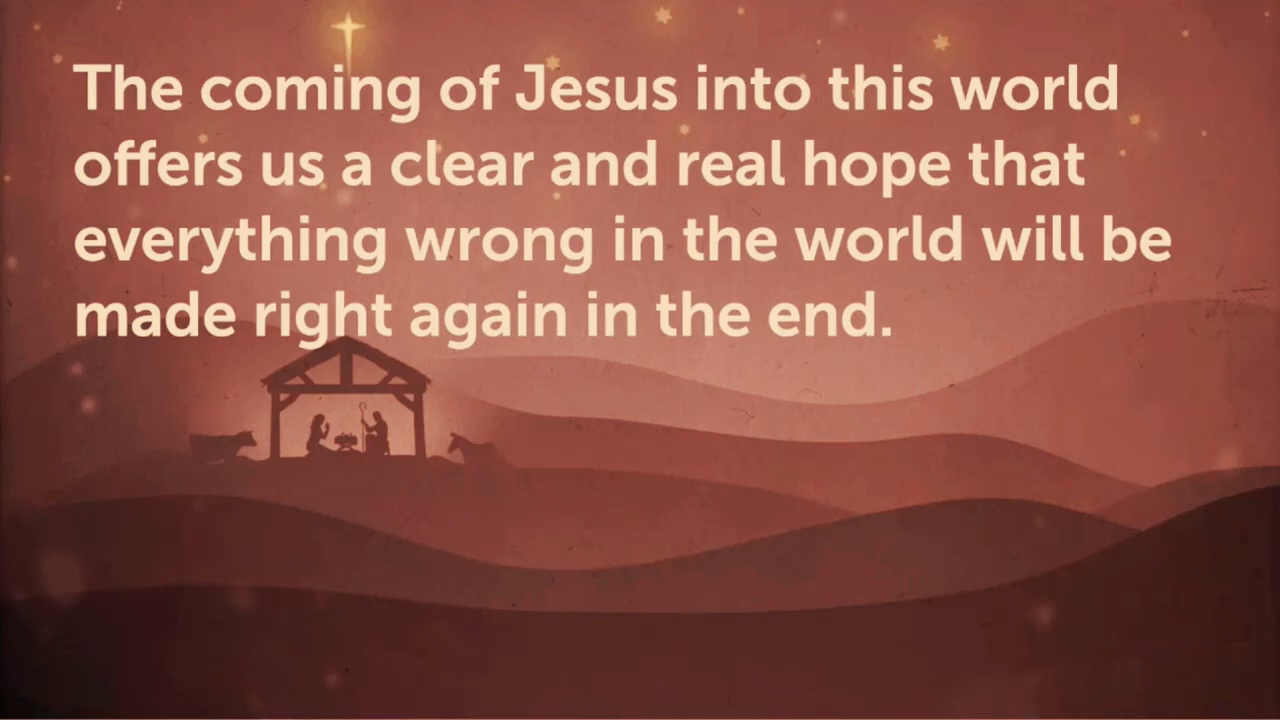 The coming of Jesus into this world
offers us a clear and real hope that
everything wrong in the world will be
made right again in the end.